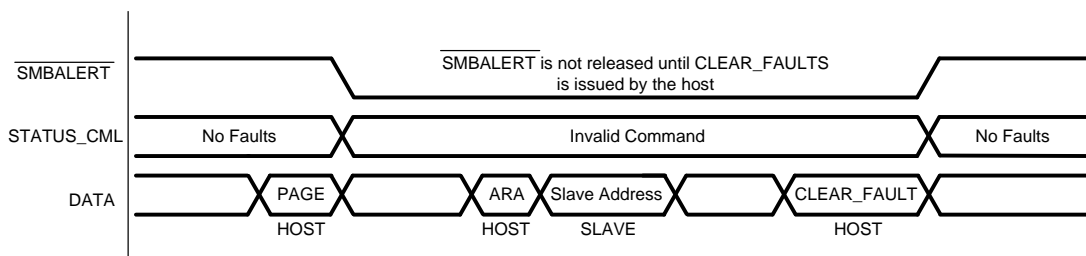 SMBALERT
SMBALERT is not released until CLEAR_FAULTS
is issued by the host
STATUS_CML
No Faults
Invalid Command
No Faults
DATA
PAGE
ARA
Slave Address
CLEAR_FAULT
HOST
HOST
SLAVE
HOST